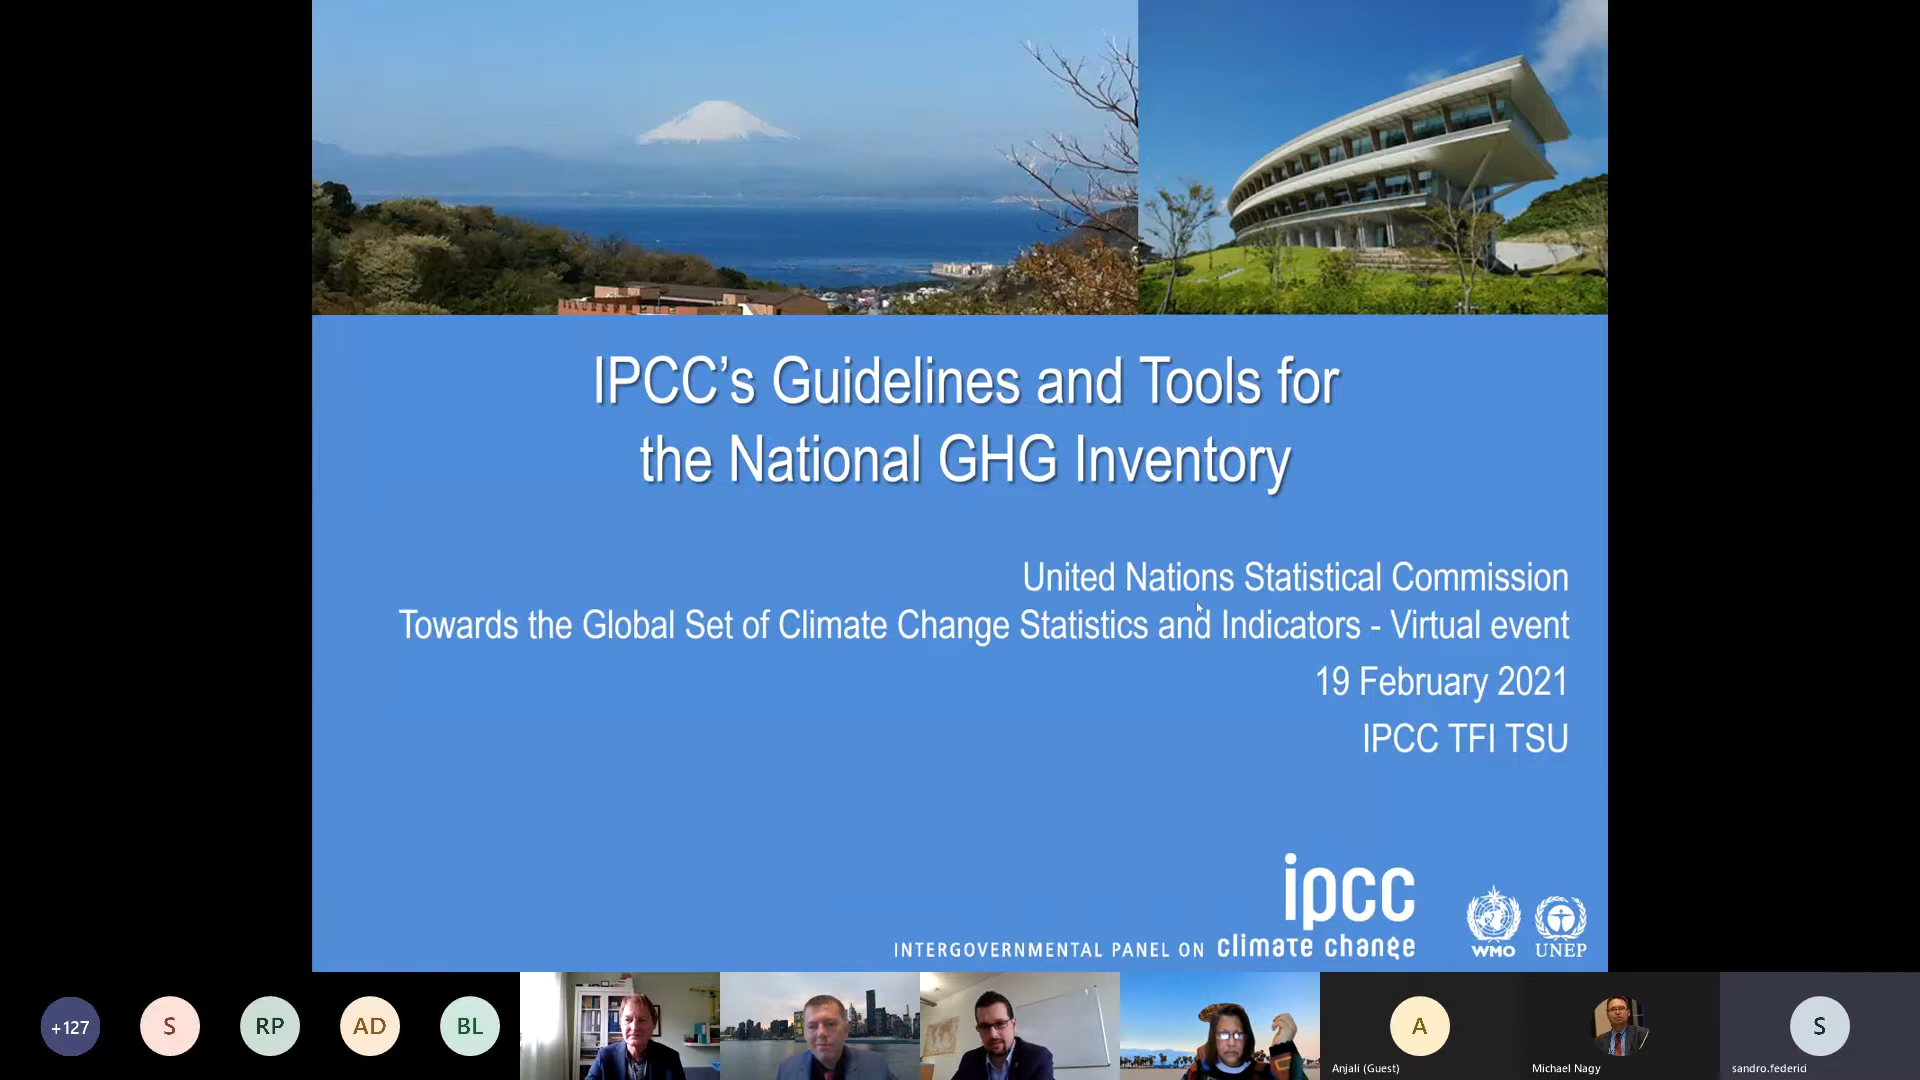 IPCC’s Guidelines and Tools for
the National GHG Inventory
United Nations Statistical Commission
Towards the Global Set of Climate Change Statistics and Indicators - Virtual event
19 February 2021
IPCC TFI TSU
ipcc
INTERGOVERNMENTAL PANEL ON climate change
WMO
UNEP
+127
S
RP
AD
BL
A
S
Anjali (Guest)
Michael Nagy
sandro.federici